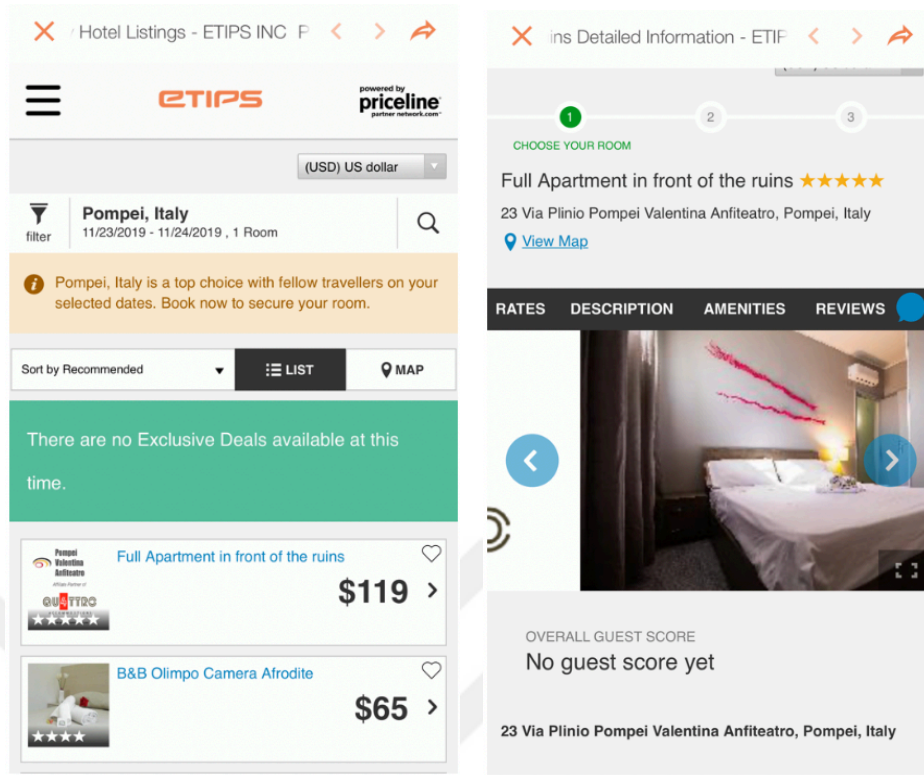 Hotel Listings - ETIPS INC P
ETIPS
powered by
priceline
partner network.com
(USD) US dollar
filter
Pompei, Italy
11/23/2019 - 11/24/2019 , 1 Room
Pompei, Italy is a top choice with fellow travellers on your
selected dates. Book now to secure your room.
Sort by Recommended
LIST
MAP
There are no Exclusive Deals available at this
time.
Pompei
Valentina
Anfiteatro
Affiliate Partner of
QU4TTRO
Full Apartment in front of the ruins
$119
B&B Olimpo Camera Afrodite
$65
ins Detailed Information - ETIP
1
2
3
CHOOSE YOUR ROOM
Full Apartment in front of the ruins
23 Via Plinio Pompei Valentina Anfiteatro, Pompei, Italy
View Map
RATES
DESCRIPTION
AMENITIES
REVIEWS
OVERALL GUEST SCORE
No guest score yet
23 Via Plinio Pompei Valentina Anfiteatro, Pompei, Italy